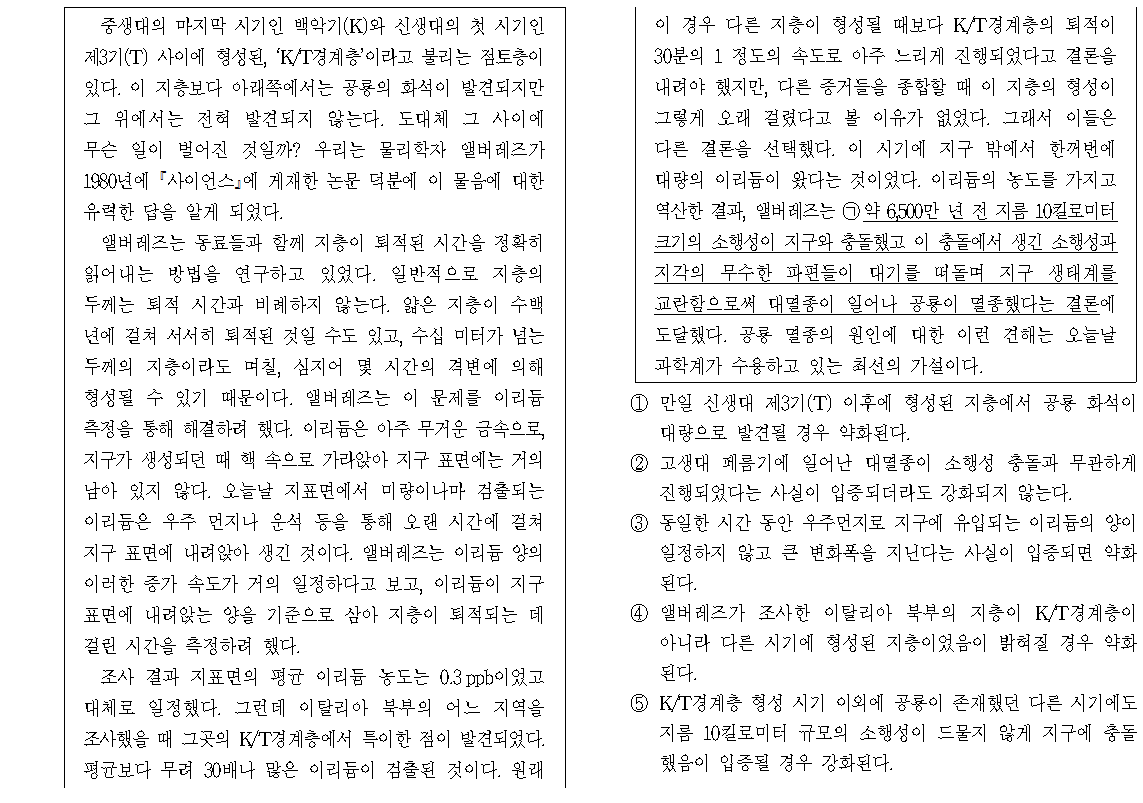 중생대의 마지막 시기인 백악기(K)와 신생대의 첫 시기인
제3기(T) 사이에 형성된, ‘K/T경계층’이라고 불리는 점토층이
있다. 이 지층보다 아래쪽에서는 공룡의 화석이 발견되지만
그 위에서는 전혀 발견되지 않는다. 도대체 그 사이에
무슨 일이 벌어진 것일까? 우리는 물리학자 앨버레즈가
1980년에 『사이언스』에 게재한 논문 덕분에 이 물음에 대한
유력한 답을 알게 되었다.
앨버레즈는 동료들과 함께 지층이 퇴적된 시간을 정확히
읽어내는 방법을 연구하고 있었다. 일반적으로 지층의
두께는 퇴적 시간과 비례하지 않는다. 얇은 지층이 수백
년에 걸쳐 서서히 퇴적된 것일 수도 있고, 수십 미터가 넘는
두께의 지층이라도 며칠, 심지어 몇 시간의 격변에 의해
형성될 수 있기 때문이다. 앨버레즈는 이 문제를 이리듐
측정을 통해 해결하려 했다. 이리듐은 아주 무거운 금속으로,
지구가 생성되던 때 핵 속으로 가라앉아 지구 표면에는 거의
남아 있지 않다. 오늘날 지표면에서 미량이나마 검출되는
이리듐은 우주 먼지나 운석 등을 통해 오랜 시간에 걸쳐
지구 표면에 내려앉아 생긴 것이다. 앨버레즈는 이리듐 양의
이러한 증가 속도가 거의 일정하다고 보고, 이리듐이 지구
표면에 내려앉는 양을 기준으로 삼아 지층이 퇴적되는 데
걸린 시간을 측정하려 했다.
조사 결과 지표면의 평균 이리듐 농도는 0.3 ppb이었고
대체로 일정했다. 그런데 이탈리아 북부의 어느 지역을
조사했을 때 그곳의 K/T경계층에서 특이한 점이 발견되었다.
평균보다 무려 30배나 많은 이리듐이 검출된 것이다. 원래
이 경우 다른 지층이 형성될 때보다 K/T경계층의 퇴적이
30분의 1 정도의 속도로 아주 느리게 진행되었다고 결론을
내려야 했지만, 다른 증거들을 종합할 때 이 지층의 형성이
그렇게 오래 걸렸다고 볼 이유가 없었다. 그래서 이들은
다른 결론을 선택했다. 이 시기에 지구 밖에서 한꺼번에
대량의 이리듐이 왔다는 것이었다. 이리듐의 농도를 가지고
역산한 결과, 앨버레즈는 ㉠약 6,500만 년 전 지름 10킬로미터
크기의 소행성이 지구와 충돌했고 이 충돌에서 생긴 소행성과
지각의 무수한 파편들이 대기를 떠돌며 지구 생태계를
교란함으로써 대멸종이 일어나 공룡이 멸종했다는 결론에
도달했다. 공룡 멸종의 원인에 대한 이런 견해는 오늘날
과학계가 수용하고 있는 최선의 가설이다.
① 만일 신생대 제3기(T) 이후에 형성된 지층에서 공룡 화석이
대량으로 발견될 경우 약화된다.
② 고생대 페름기에 일어난 대멸종이 소행성 충돌과 무관하게
진행되었다는 사실이 입증되더라도 강화되지 않는다.
③ 동일한 시간 동안 우주먼지로 지구에 유입되는 이리듐의 양이
일정하지 않고 큰 변화폭을 지닌다는 사실이 입증되면 약화
된다.
④ 앨버레즈가 조사한 이탈리아 북부의 지층이 K/T경계층이
아니라 다른 시기에 형성된 지층이었음이 밝혀질 경우 약화
된다.
⑤ K/T경계층 형성 시기 이외에 공룡이 존재했던 다른 시기에도
지름 10킬로미터 규모의 소행성이 드물지 않게 지구에 충돌
했음이 입증될 경우 강화된다.